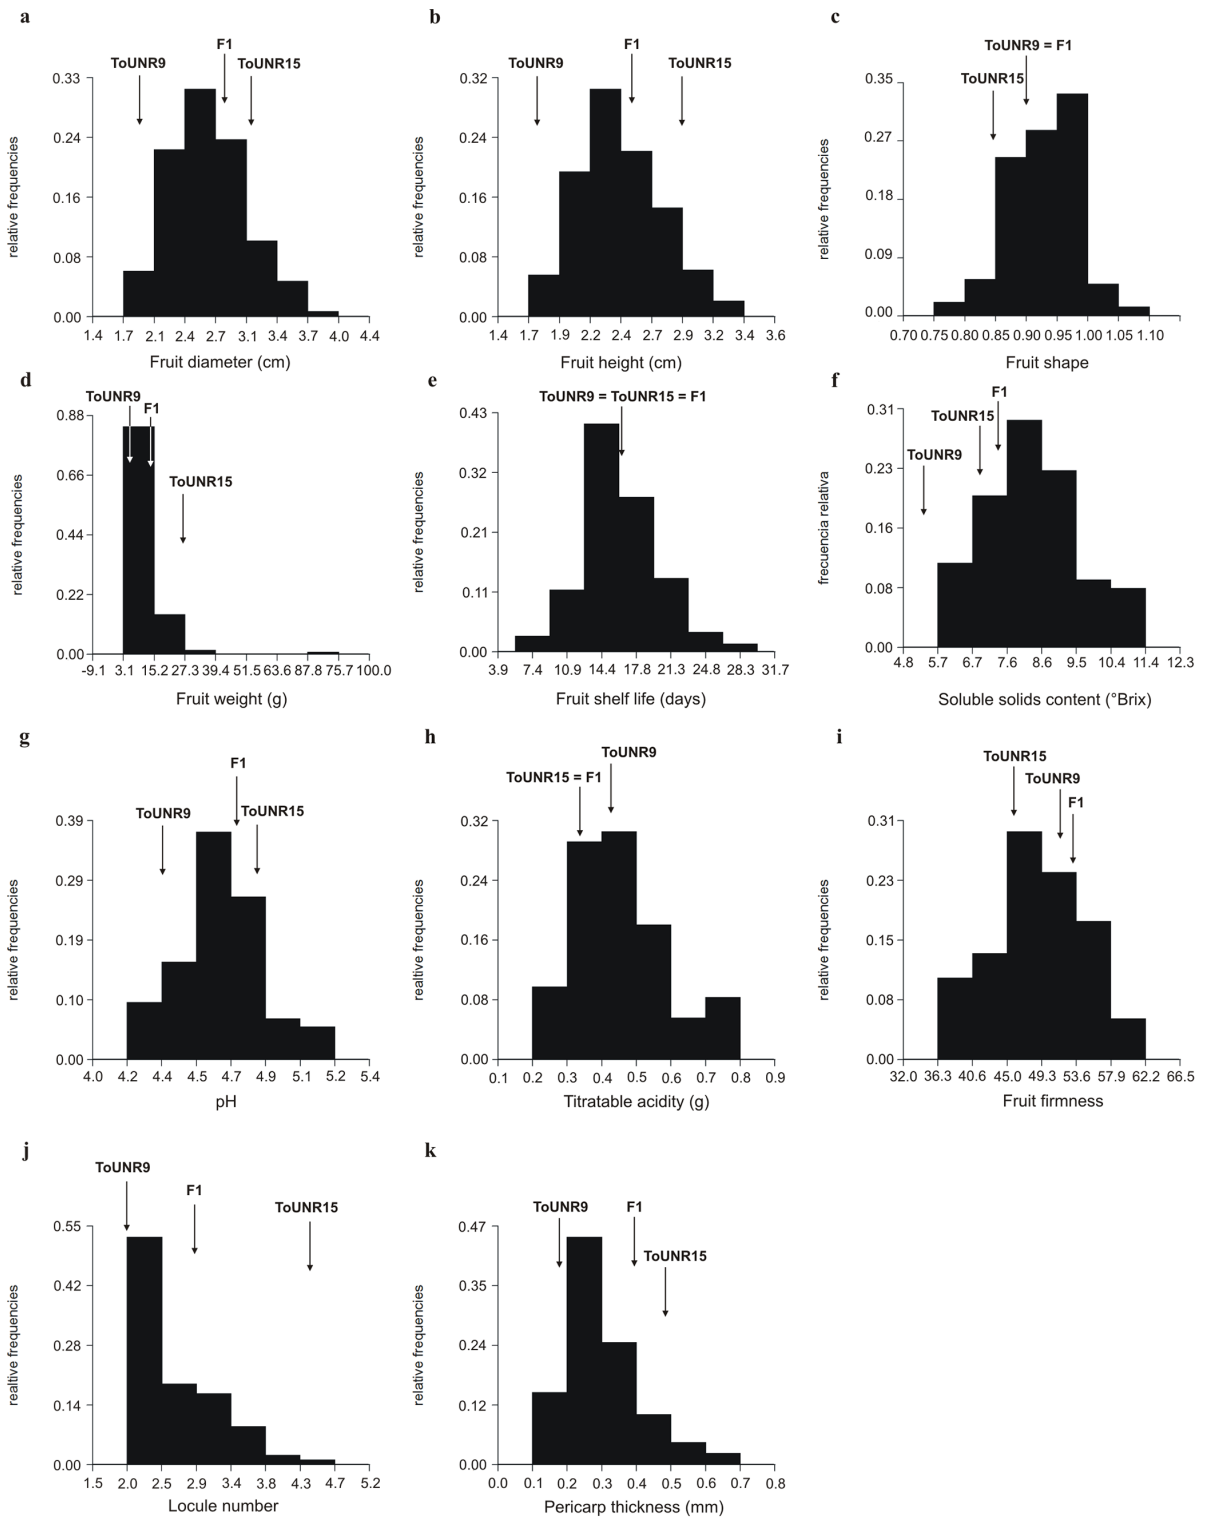 a
ToUNR9
F1
ToUNR15
0.33
0.24
0.16
0.08
0.00
relative frequencies
1.4 1.7 2.1 2.4 2.7 3.1 3.4 3.7 4.0 4.4
Fruit diameter (cm)
b
ToUNR9
F1
ToUNR15
0.32
0.24
0.16
0.08
0.00
relative frequencies
1.4 1.7 1.9 2.2 2.4 2.7 2.9 3.2 3.4 3.6
Fruit height (cm)
c
ToUNR9 = F1
ToUNR15
0.35
0.27
0.18
0.09
0.00
relative frequencies
0.70 0.75 0.80 0.85 0.90 0.95 1.00 1.05 1.10
Fruit shape
d
ToUNR9
F1
ToUNR15
0.88
0.66
0.44
0.22
0.00
relative frequencies
-9.1 3.1 15.2 27.3 39.4 51.5 63.6 87.8 75.7 100.0
Fruit weight (g)
e
ToUNR9 = ToUNR15 = F1
0.43
0.32
0.21
0.11
0.00
relative frequencies
3.9 7.4 10.9 14.4 17.8 21.3 24.8 28.3 31.7
Fruit shelf life (days)
f
F1
ToUNR15
ToUNR9
0.31
0.23
0.16
0.08
0.00
frecuencia relativa
4.8 5.7 6.7 7.6 8.6 9.5 10.4 11.4 12.3
Soluble solids content (°Brix)
g
F1
ToUNR9
ToUNR15
0.39
0.29
0.19
0.10
0.00
relative frequencies
4.0 4.2 4.4 4.5 4.7 4.9 5.1 5.2 5.4
pH
h
ToUNR9
ToUNR15 = F1
0.32
0.24
0.16
0.08
0.00
realtive frequencies
0.1 0.2 0.3 0.4 0.5 0.6 0.7 0.8 0.9
Titratable acidity (g)
i
ToUNR15
ToUNR9
F1
0.31
0.23
0.15
0.08
0.00
relative frequencies
32.0 36.3 40.6 45.0 49.3 53.6 57.9 62.2 66.5
Fruit firmness
j
ToUNR9
F1
ToUNR15
0.55
0.42
0.28
0.14
0.00
realtive frequencies
1.5 2.0 2.5 2.9 3.4 3.8 4.3 4.7 5.2
Locule number
k
ToUNR9
F1
ToUNR15
0.47
0.35
0.24
0.12
0.00
relative frequencies
0.0 0.1 0.2 0.3 0.4 0.5 0.6 0.7 0.8
Pericarp thickness (mm)